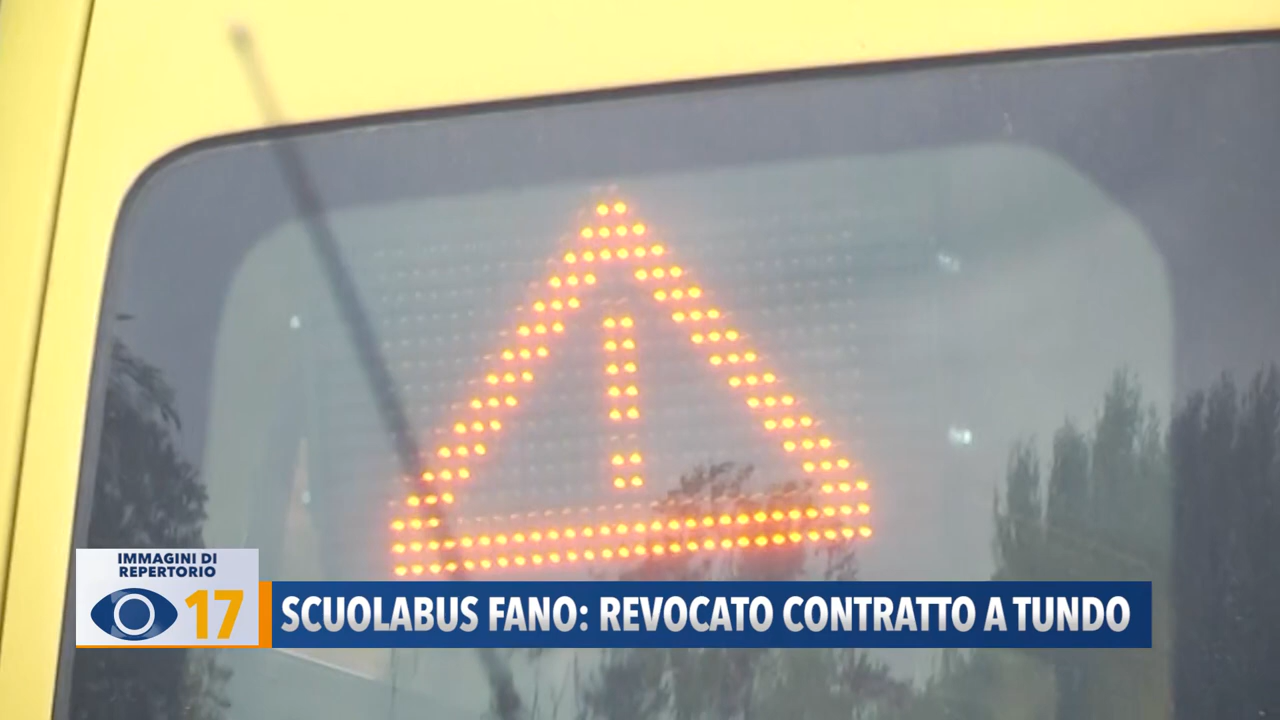 IMMAGINI DI
REPERTORIO
17
SCUOLABUS FANO: REVOCATO CONTRATTO A TUNDO